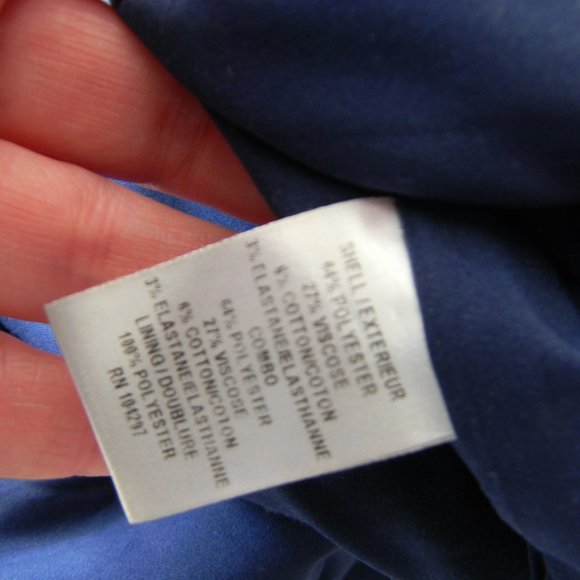 SHELL/EXTERIEUR
64% POLYESTER
27% VISCOSE
6% COTTON/COTON
3% ELASTANE/ELASTHANNE
COMBO
64% POLYESTER
27% VISCOSE
6% COTTON/COTON
3% ELASTANE/ELASTHANNE
LINING/DOUBLURE
100% POLYESTER
RN 104297